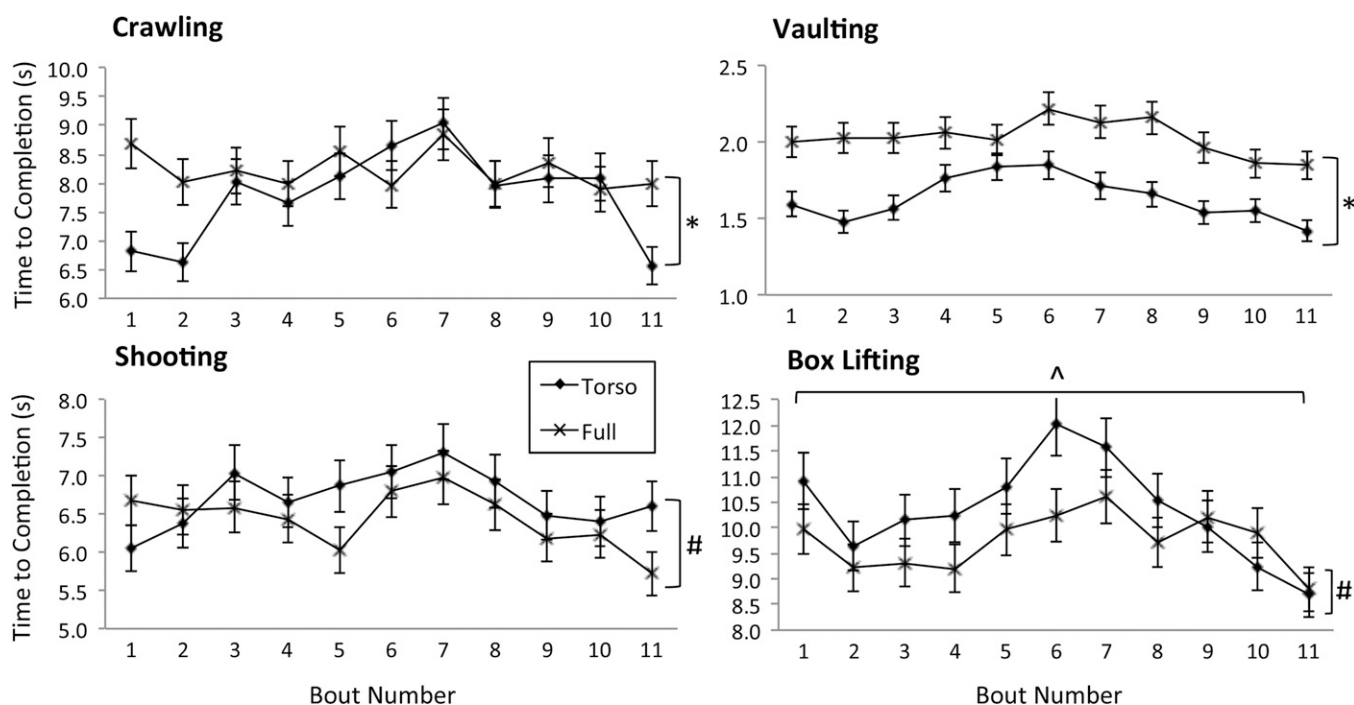 Crawling
Time to Completion (s)
10.0
9.5
9.0
8.5
8.0
7.5
7.0
6.5
6.0
*
1 2 3 4 5 6 7 8 9 10 11
Vaulting
2.5
2.0
1.5
1.0
*
1 2 3 4 5 6 7 8 9 10 11
Shooting
Time to Completion (s)
8.0
7.5
7.0
6.5
6.0
5.5
5.0
Torso
Full
#
1 2 3 4 5 6 7 8 9 10 11
Bout Number
Box Lifting
^
12.5
12.0
11.5
11.0
10.5
10.0
9.5
9.0
8.5
8.0
#
1 2 3 4 5 6 7 8 9 10 11
Bout Number